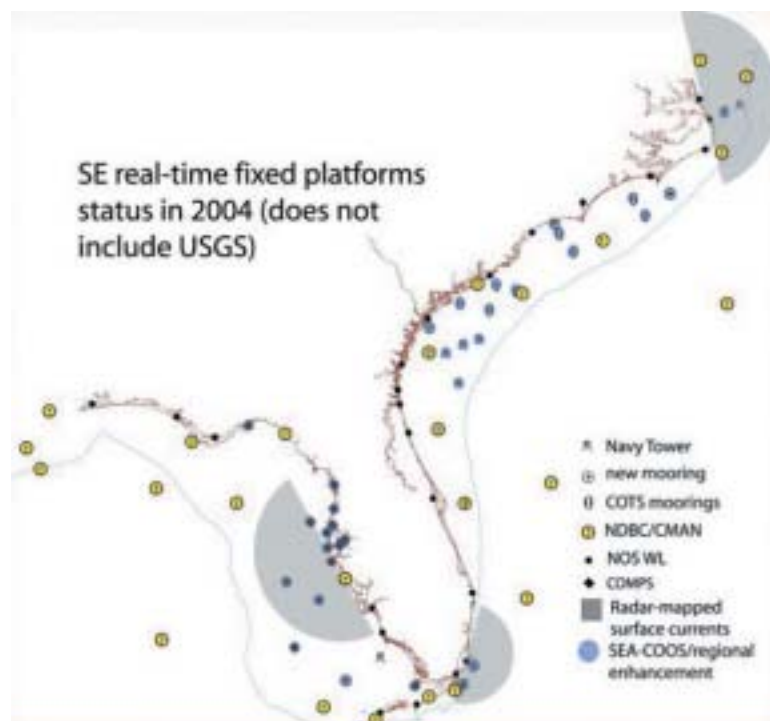 SE real-time fixed platforms
status in 2004 (does not
include USGS)
Navy Tower
new mooring
COTS moorings
NDBC/CMAN
NOS WL
COMPS
Radar-mapped
surface currents
SEA-COOS/regional
enhancement